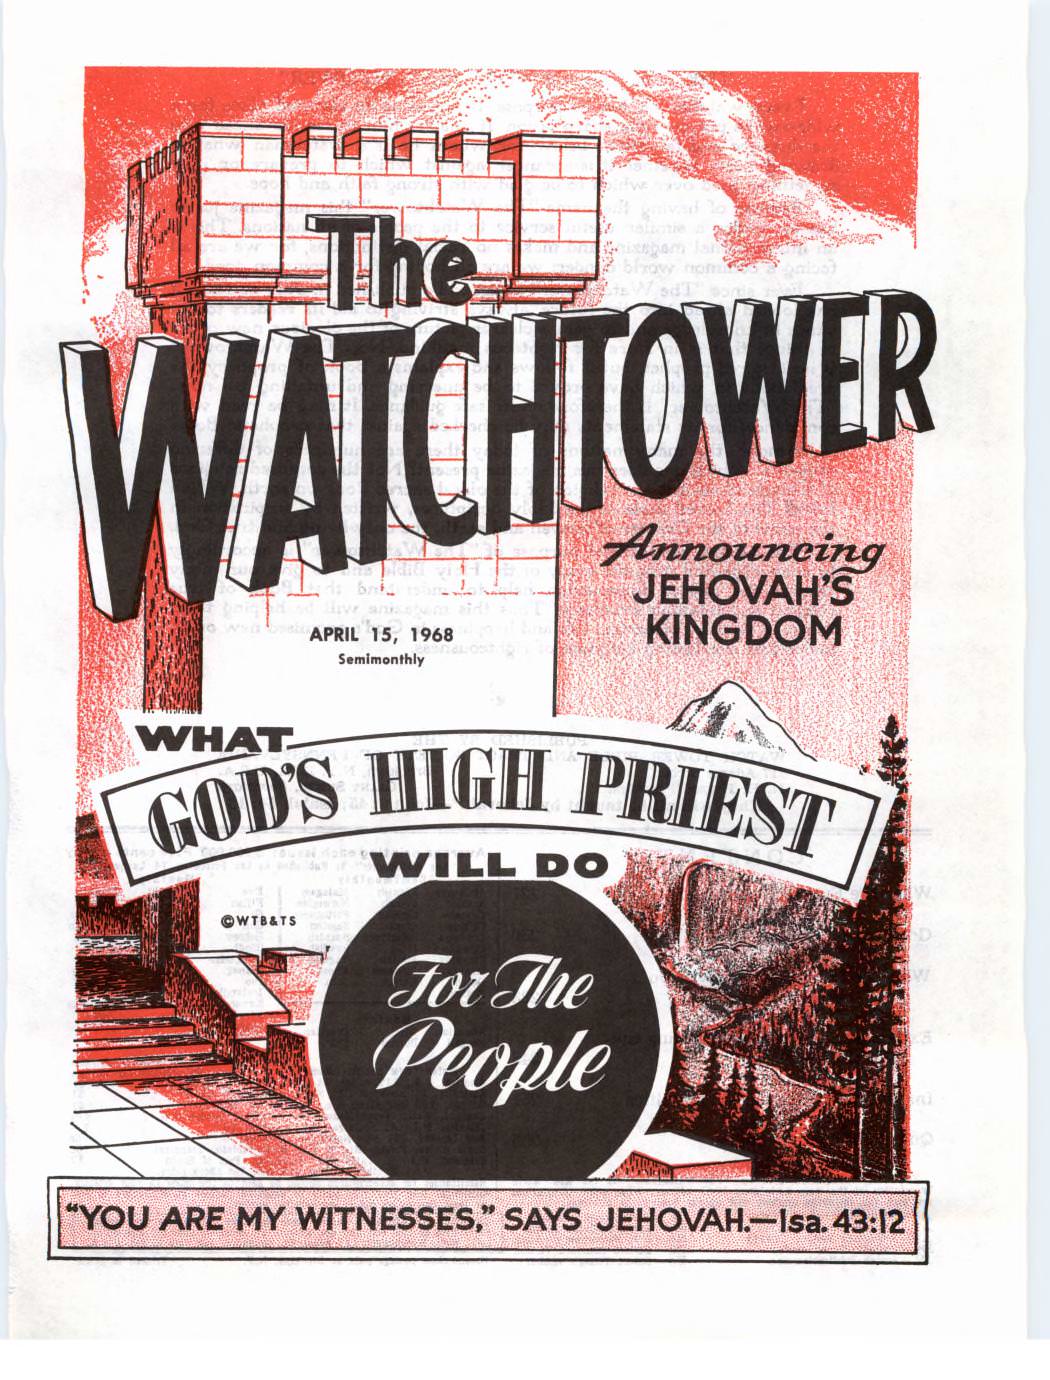 The
WATCHTOWER
Announcing
JEHOVAH'S
KINGDOM
APRIL 15, 1968
Semimonthly
WHAT
GOD'S HIGH PRIEST
WILL DO
©WTB&TS
For The
People
"YOU ARE MY WITNESSES," SAYS JEHOVAH.—Isa. 43:12